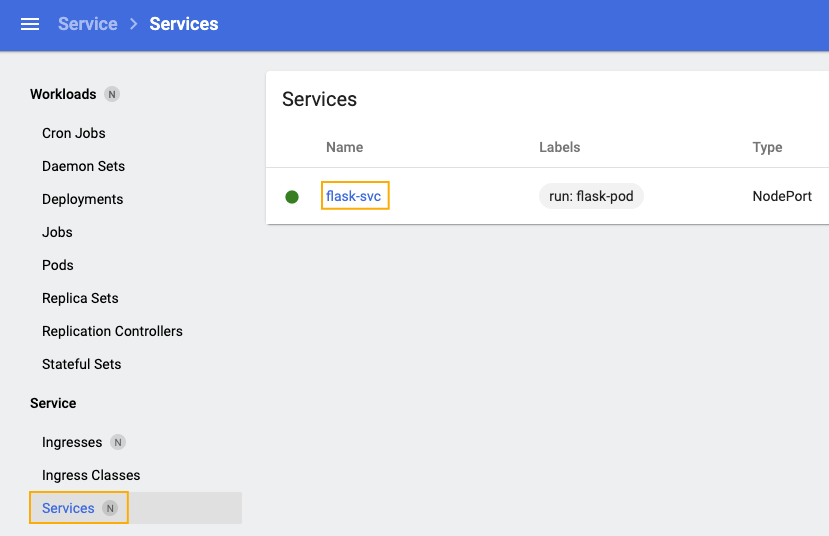 Service > Services
Workloads N
Cron Jobs
Daemon Sets
Deployments
Jobs
Pods
Replica Sets
Replication Controllers
Stateful Sets
Service
Ingresses N
Ingress Classes
Services N
Services
Name Labels Type
flask-svc run: flask-pod NodePort